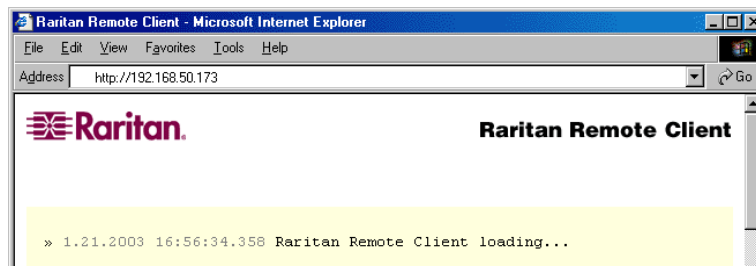 Raritan Remote Client - Microsoft Internet Explorer
File Edit View Favorites Tools Help
Address http://192.168.50.173 Go
Raritan. Raritan Remote Client
» 1.21.2003 16:56:34.358 Raritan Remote Client loading...